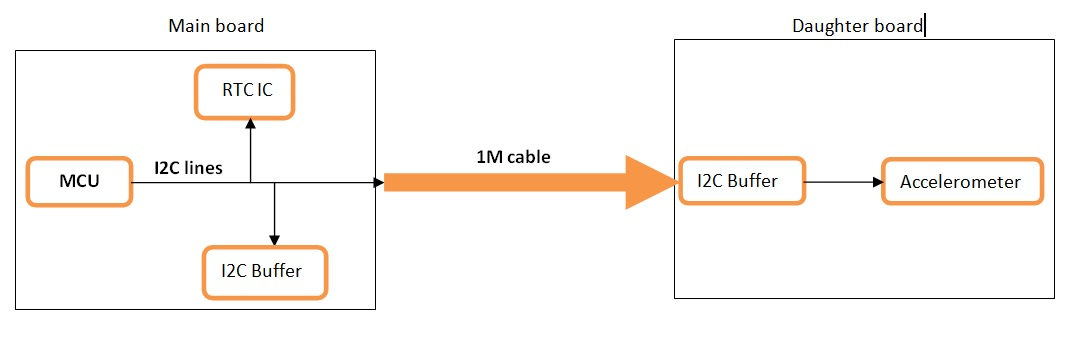 Main board
Daughter board
RTC IC
MCU
I2C lines
1M cable
I2C Buffer
Accelerometer
I2C Buffer